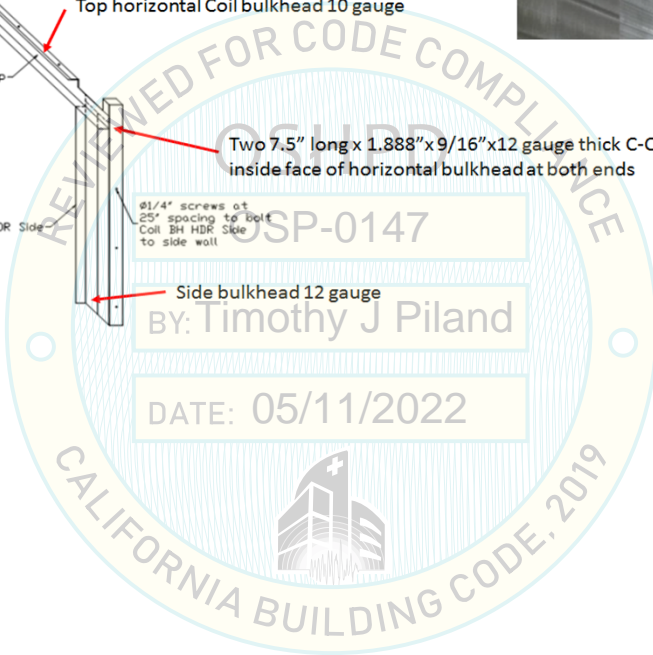 Top horizontal Coil bulkhead 10 gauge
REVIEWED FOR CODE COMPLIANCE
OSHPD
Two 7.5" long x 1.888"x 9/16"x12 gauge thick
inside face of horizontal bulkhead at both ends
Ø1/4" screws at
25" spacing to bolt
Coil BH HDR Side
to side wall
Side
OSP-0147
Side bulkhead 12 gauge
BY: Timothy J Piland
DATE: 05/11/2022
CALIFORNIA BUILDING CODE, 2019